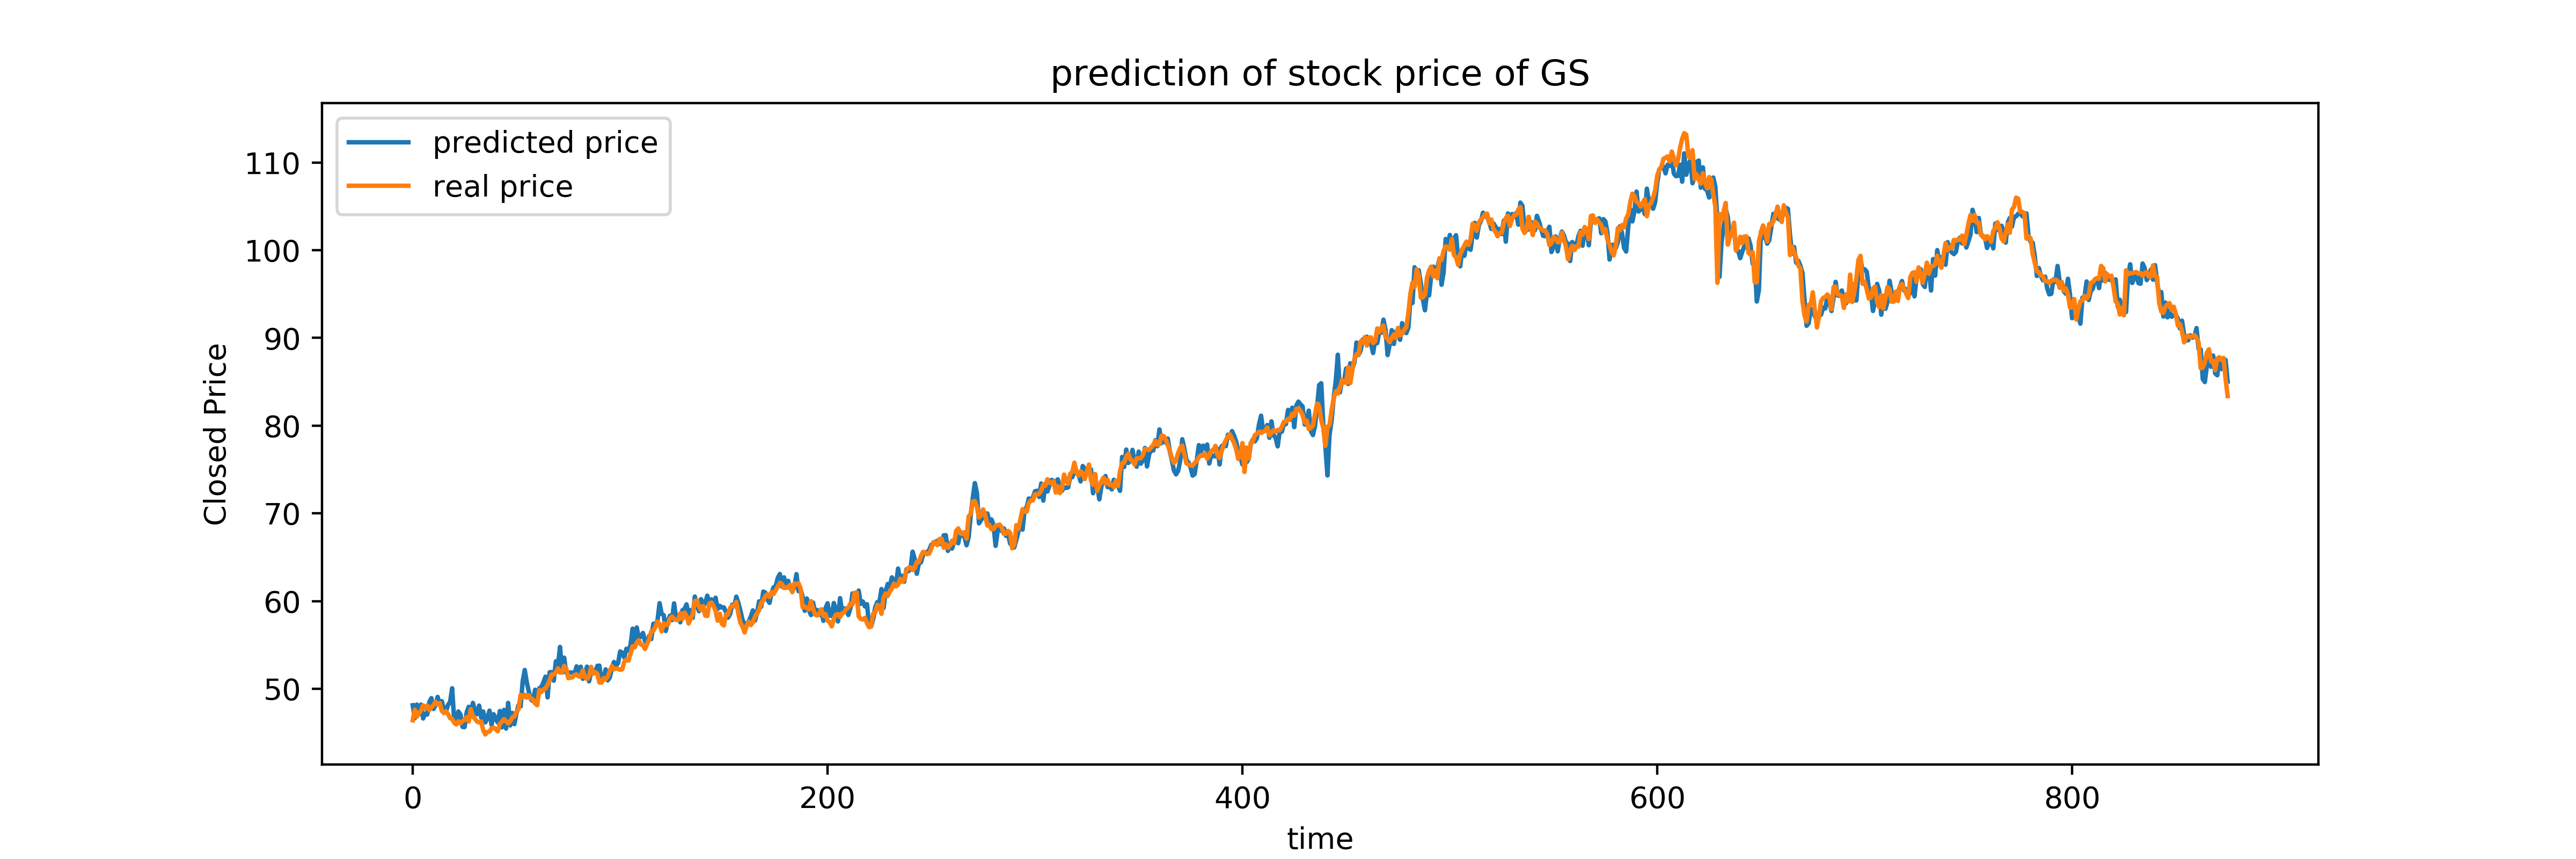 prediction of stock price of GS
predicted price
real price
110
100
90
80
70
60
50
Closed Price
0 200 400 600 800
time